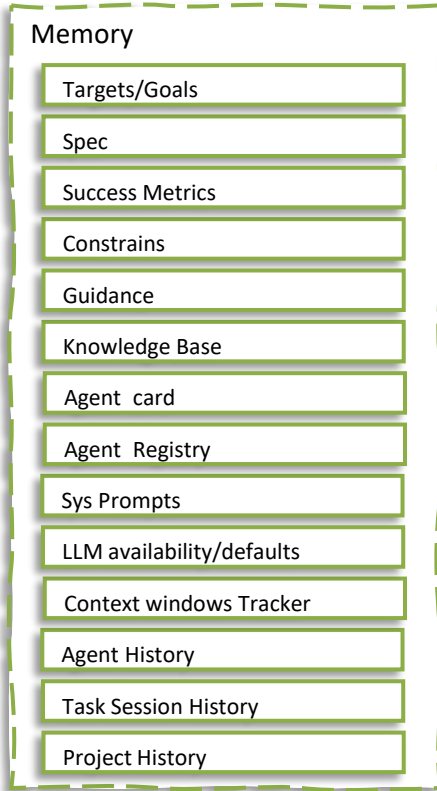 Memory
Targets/Goals
Spec
Success Metrics
Constrains
Guidance
Knowledge Base
Agent  card
Agent  Registry
Sys Prompts
LLM availability/defaults
Context windows Tracker
Agent History
Task Session History
Project History